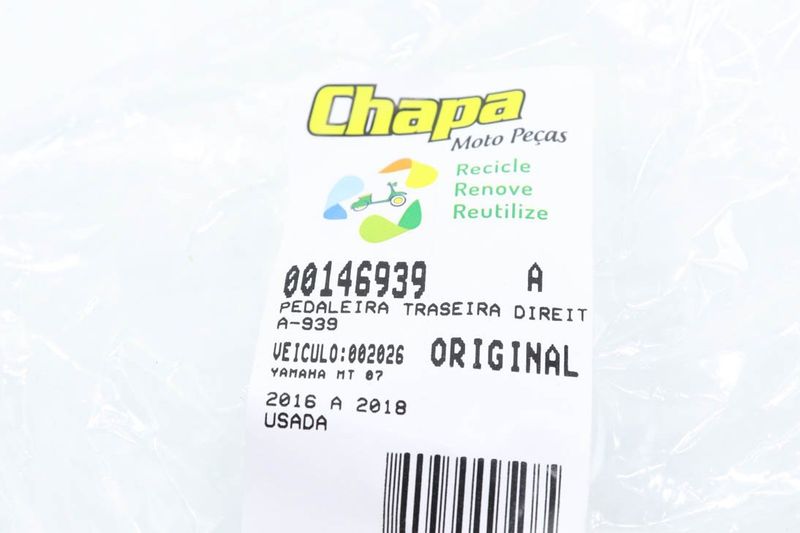 Chapa
Moto Peças
Recicle
Renove
Reutilize
00146939 A
PEDALEIRA TRASEIRA DIREIT
A-939
VEICULO:002026 ORIGINAL
YAMAHA MT 07
2016 A 2018
USADA